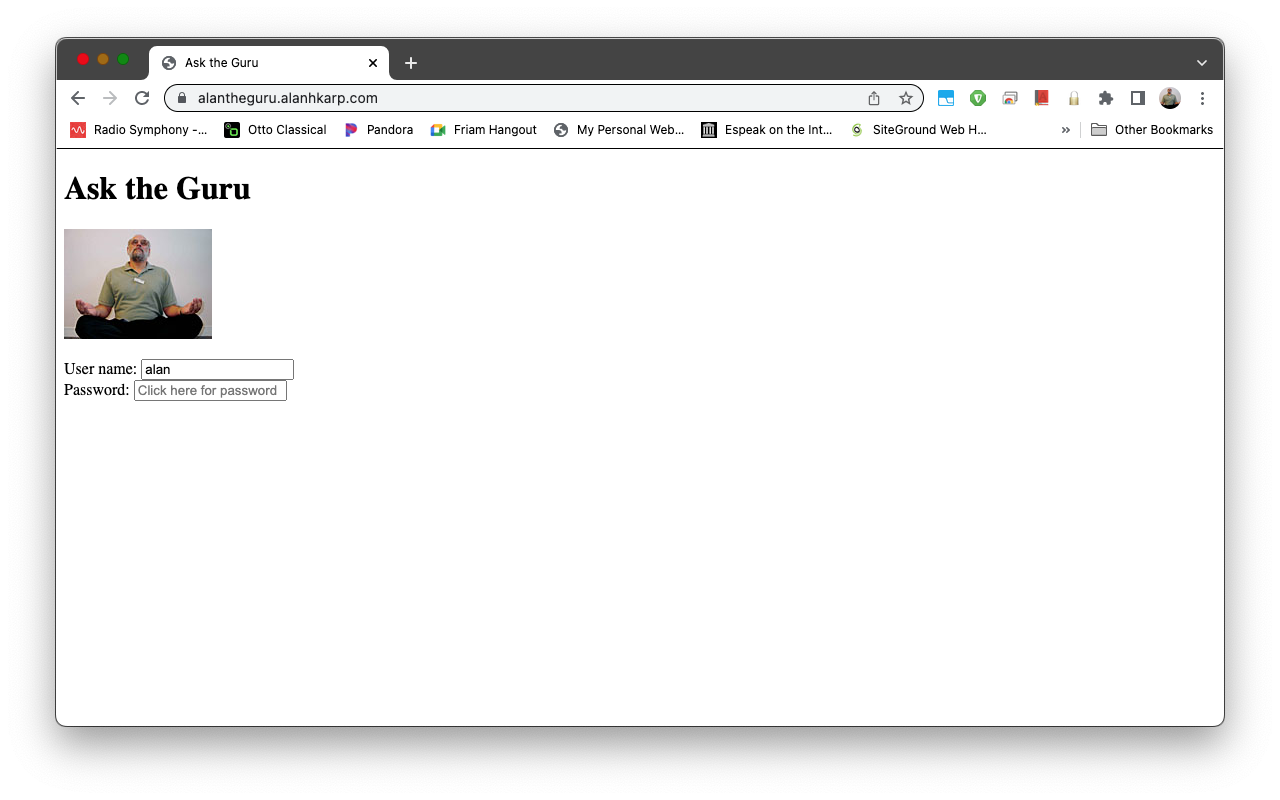 Ask the Guru
alantheguru.alanhkarp.com
Radio Symphony -... Otto Classical Pandora Friam Hangout My Personal Web... Espeak on the Int... SiteGround Web H... » Other Bookmarks
Ask the Guru
User name: alan
Password: Click here for password